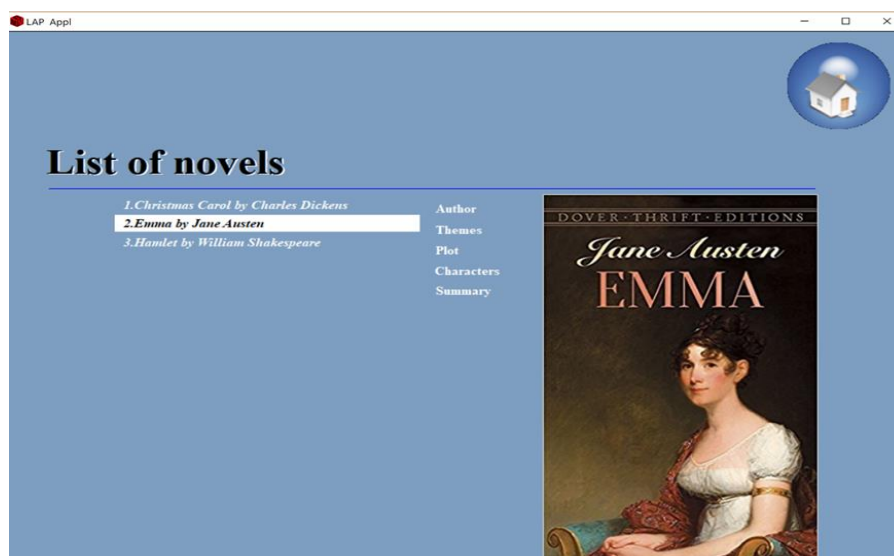 LAP Appl
List of novels
1.Christmas Carol by Charles Dickens
2.Emma by Jane Austen
3.Hamlet by William Shakespeare
Author
Themes
Plot
Characters
Summary
DOVER·THRIFT·EDITIONS
Jane Austen
EMMA